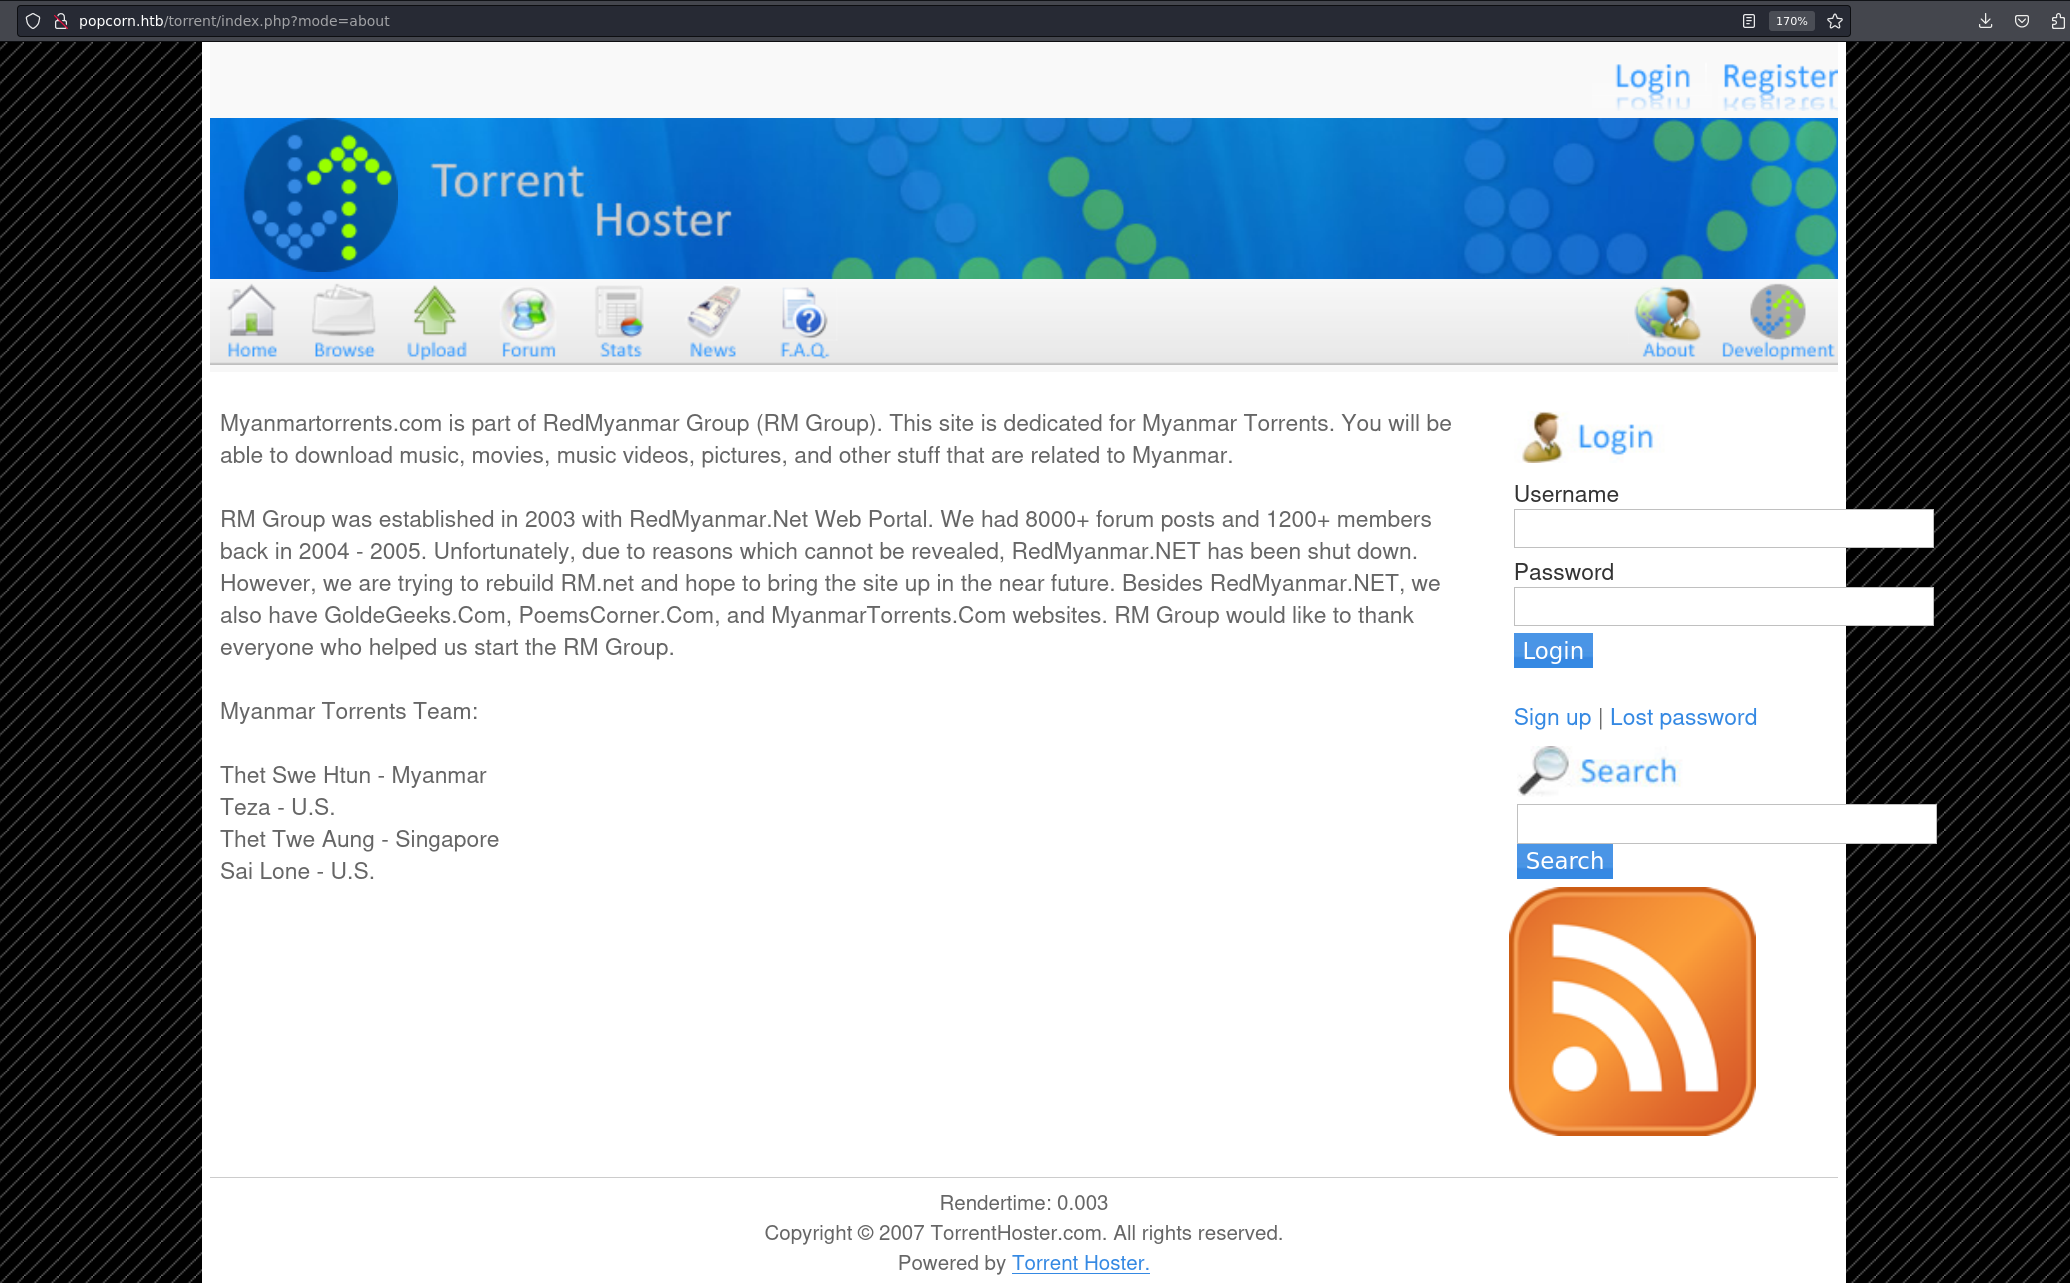 popcorn.htb/torrent/index.php?mode=about
170%
Login Register
Torrent
Hoster
Home Browse Upload Forum Stats News F.A.Q. About Development
Myanmartorrents.com is part of RedMyanmar Group (RM Group). This site is dedicated for Myanmar Torrents. You will be
able to download music, movies, music videos, pictures, and other stuff that are related to Myanmar.
RM Group was established in 2003 with RedMyanmar.Net Web Portal. We had 8000+ forum posts and 1200+ members
back in 2004 - 2005. Unfortunately, due to reasons which cannot be revealed, RedMyanmar.NET has been shut down.
However, we are trying to rebuild RM.net and hope to bring the site up in the near future. Besides RedMyanmar.NET, we
also have GoldeGeeks.Com, PoemsCorner.Com, and MyanmarTorrents.Com websites. RM Group would like to thank
everyone who helped us start the RM Group.
Myanmar Torrents Team:
Thet Swe Htun - Myanmar
Teza - U.S.
Thet Twe Aung - Singapore
Sai Lone - U.S.
Login
Username
Password
Login
Sign up | Lost password
Search
Search
Rendertime: 0.003
Copyright © 2007 TorrentHoster.com. All rights reserved.
Powered by Torrent Hoster.